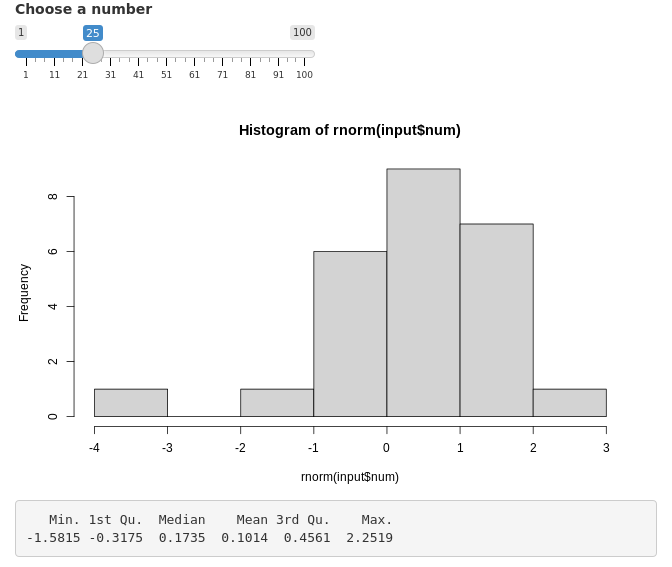 Choose a number
1 25 100
1 11 21 31 41 51 61 71 81 91 100
Histogram of rnorm(input$num)
Frequency
8
6
4
2
0
-4 -3 -2 -1 0 1 2 3
rnorm(input$num)
Min. 1st Qu. Median Mean 3rd Qu. Max.
-1.5815 -0.3175 0.1735 0.1014 0.4561 2.2519